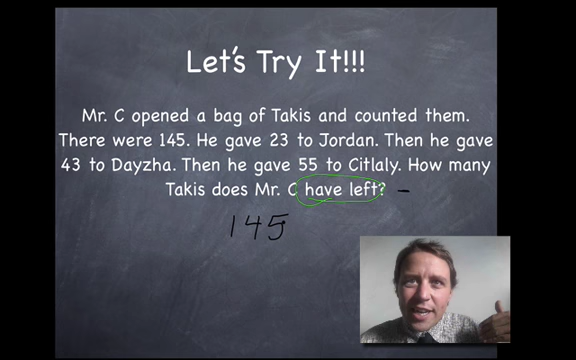 Let's Try It!!!
Mr. C opened a bag of Takis and counted them.
There were 145. He gave 23 to Jordan. Then he gave
43 to Dayzha. Then he gave 55 to Citlaly. How many
Takis does Mr. C have left? -
145